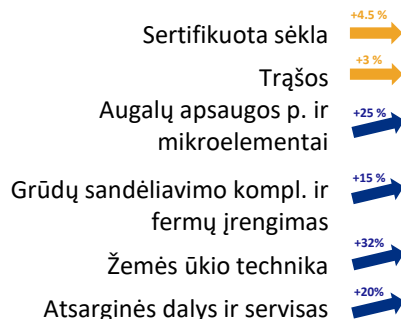 Sertifikuota sėkla +4.5 %
Trąšos +3 %
Augalų apsaugos p. ir
mikroelementai +25 %
Grūdų sandėliavimo kompl. ir +15 %
fermų įrengimas
Žemės ūkio technika +32%
Atsarginės dalys ir servisas +20%